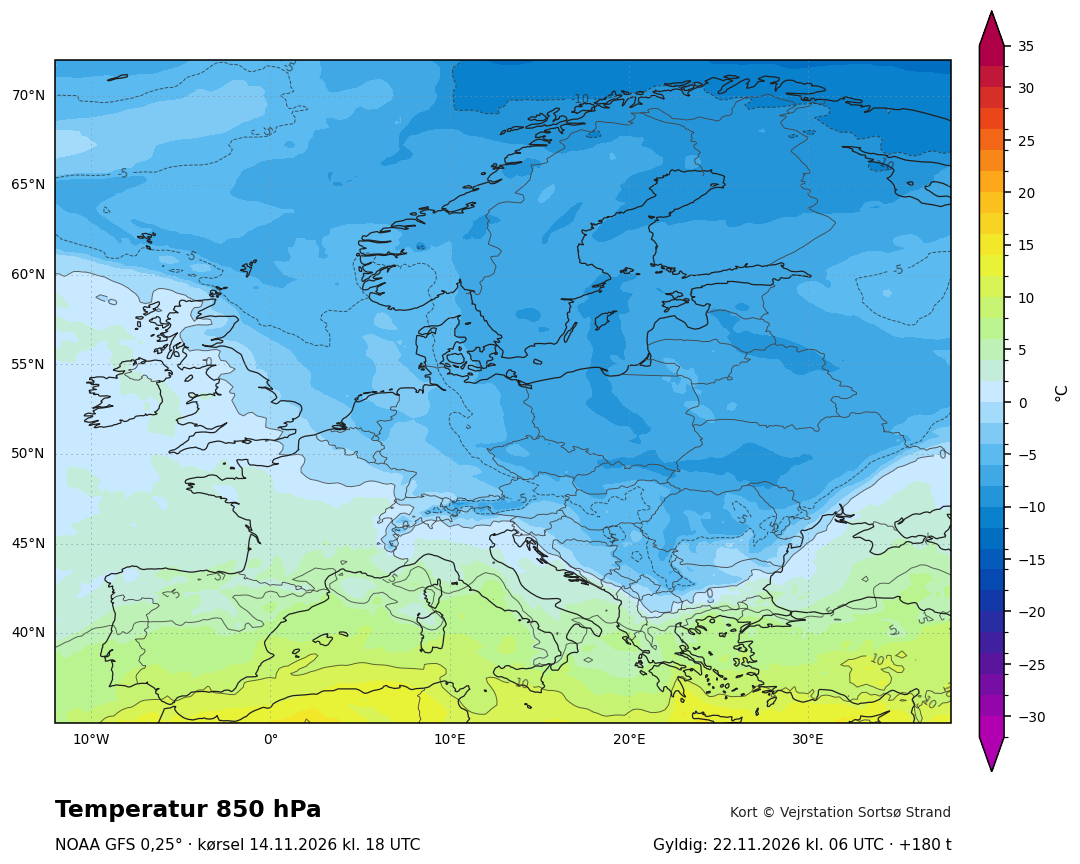 35
30
25
20
15
10
5
0
−5
−10
−15
−20
−25
−30
°C
70°N
65°N
60°N
55°N
50°N
45°N
40°N
10°W
0°
10°E
20°E
30°E
Temperatur 850 hPa
Kort © Vejrstation Sortsø Strand
NOAA GFS 0,25° · kørsel 14.11.2026 kl. 18 UTC
Gyldig: 22.11.2026 kl. 06 UTC · +180 t